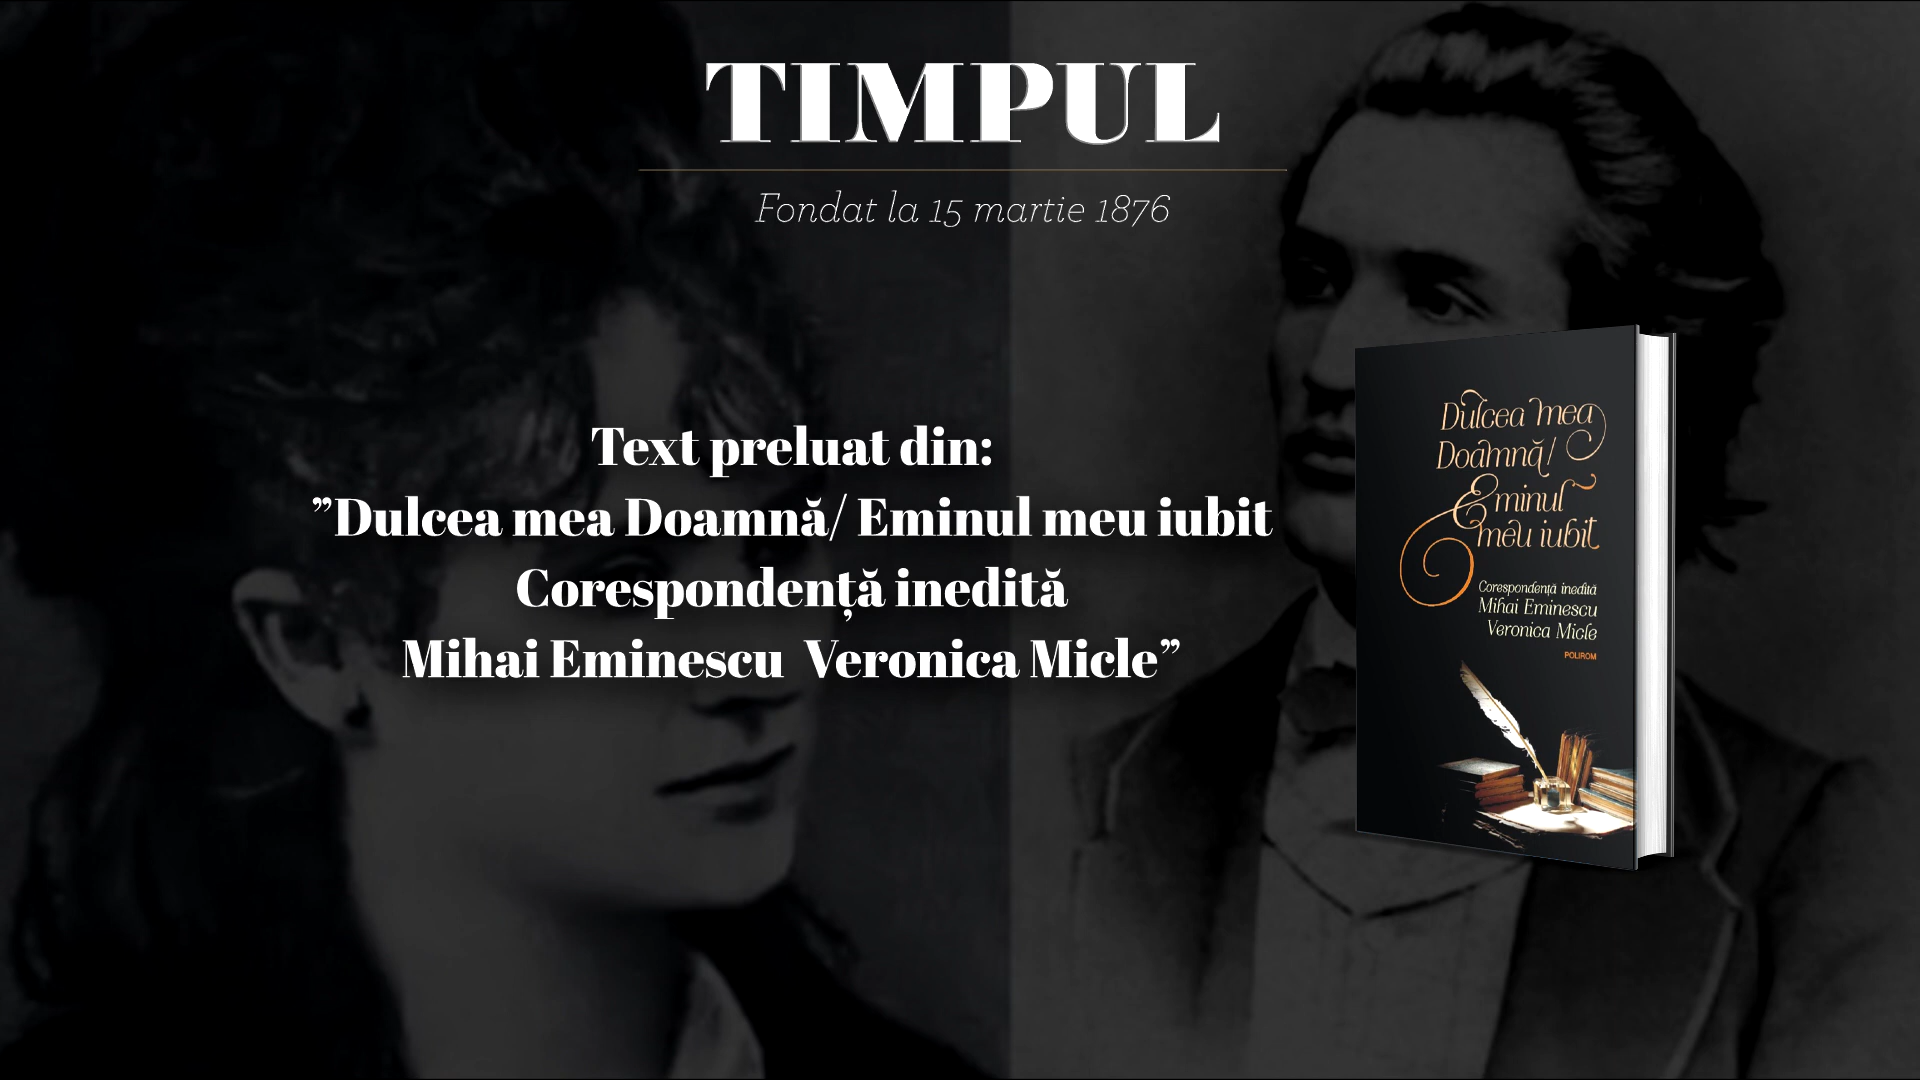 TIMPUL
Fondat la 15 martie 1876
Text preluat din:
”Dulcea mea Doamnă/ Eminul meu iubit
Corespondență inedită
Mihai Eminescu  Veronica Micle”
Dulcea mea
Doamnă/
Eminul
meu iubit
Corespondență inedită
Mihai Eminescu
Veronica Micle
POLIROM